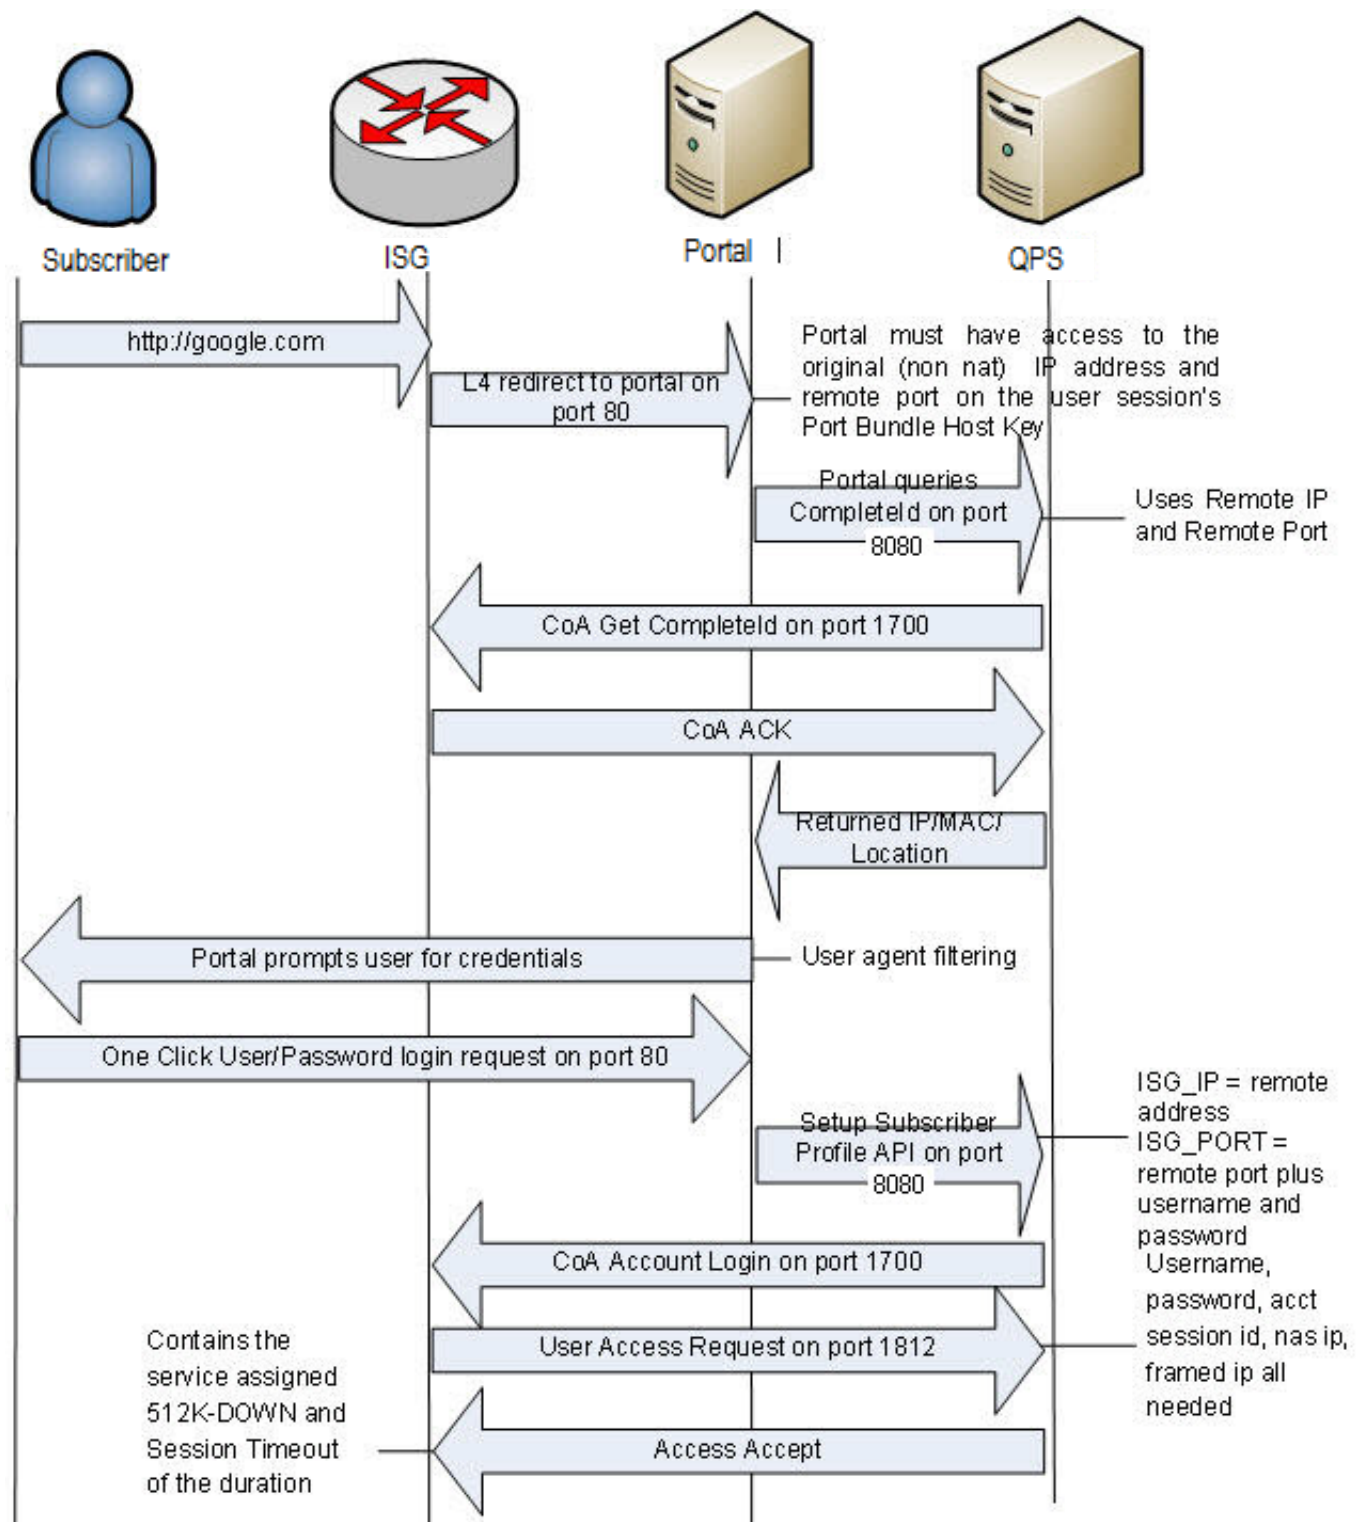 Subscriber
ISG
Portal
QPS
http://google.com
L4 redirect to portal on
port 80
Portal must have access to the
original (non nat) IP address and
remote port on the user session's
Port Bundle Host Key
Portal queries
CompleteId on port
8080
Uses Remote IP
and Remote Port
CoA Get CompleteId on port 1700
CoA ACK
Returned IP/MAC/
Location
Portal prompts user for credentials
User agent filtering
One Click User/Password login request on port 80
Setup Subscriber
Profile API on port
8080
ISG_IP = remote
address
ISG_PORT =
remote port plus
username and
password
CoA Account Login on port 1700
User Access Request on port 1812
Username,
password, acct
session id, nas ip,
framed ip all
needed
Contains the
service assigned
512K-DOWN and
Session Timeout
of the duration
Access Accept